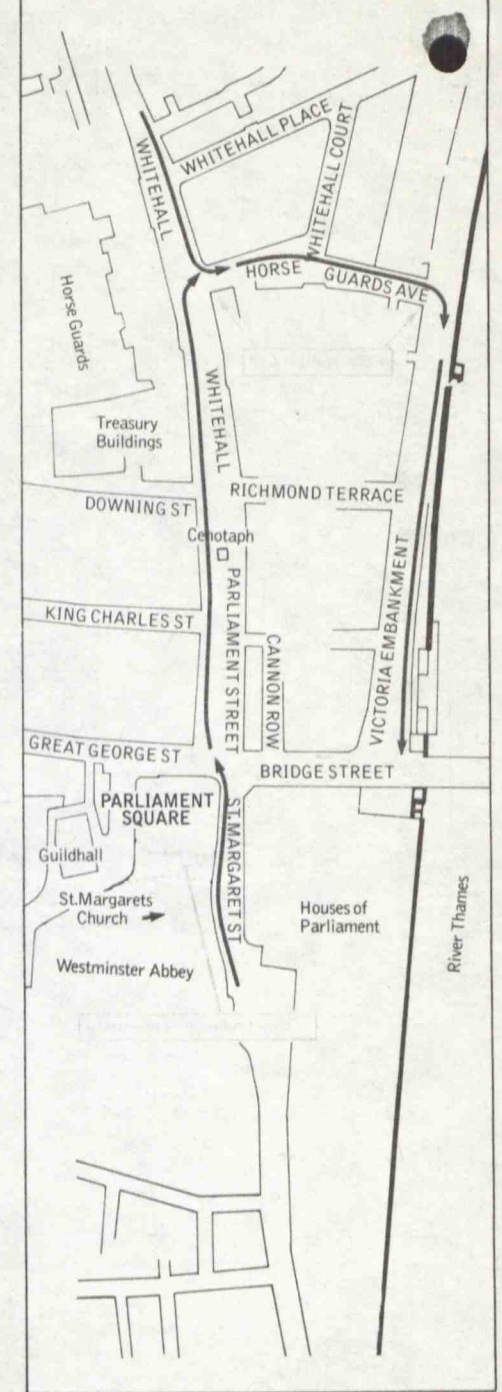 WHITEHALL PLACE
WHITEHALL
WHITEHALL COURT
HORSE GUARDS AVE
Horse Guards
WHITEHALL
Treasury
Buildings
RICHMOND TERRACE
DOWNING ST
Cenotaph
KING CHARLES ST
PARLIAMENT STREET
CANNON ROW
VICTORIA EMBANKMENT
GREAT GEORGE ST
BRIDGE STREET
PARLIAMENT
SQUARE
ST. MARGARET ST
Guildhall
St.Margarets
Church
Houses of
Parliament
Westminster Abbey
River Thames